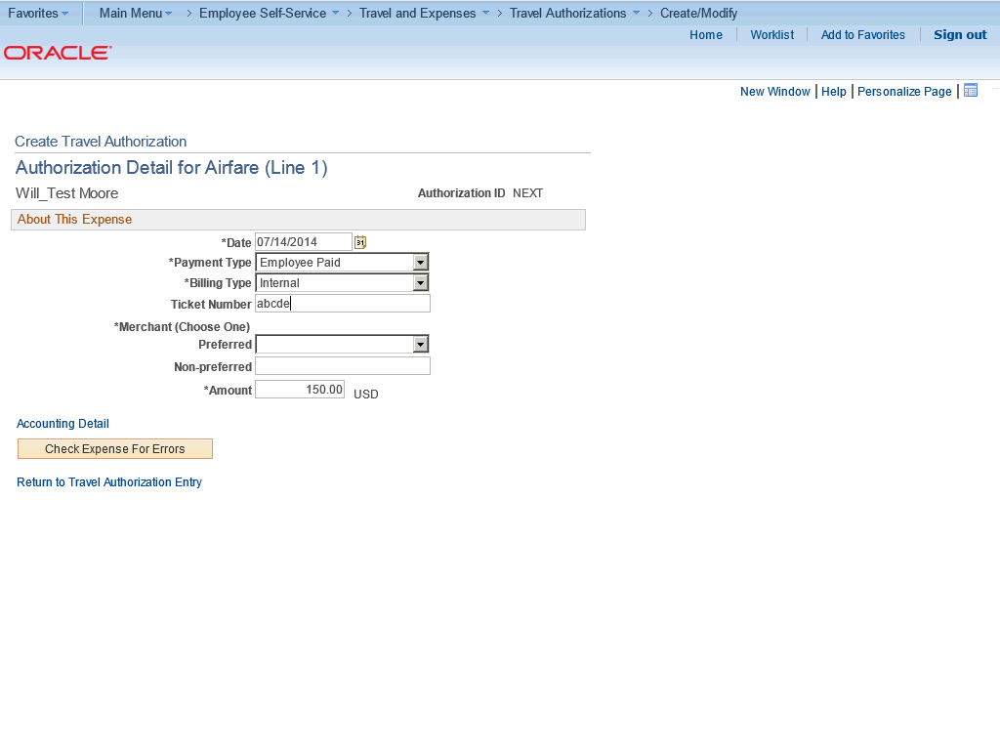 Favorites Main Menu > Employee Self-Service > Travel and Expenses > Travel Authorizations > Create/Modify
Home Worklist Add to Favorites Sign out
ORACLE
New Window | Help | Personalize Page |
Create Travel Authorization
Authorization Detail for Airfare (Line 1)
Will_Test Moore Authorization ID NEXT
About This Expense
*Date 07/14/2014 31
*Payment Type Employee Paid
*Billing Type Internal
Ticket Number abcde
*Merchant (Choose One)
Preferred
Non-preferred
*Amount 150.00 USD
Accounting Detail
Check Expense For Errors
Return to Travel Authorization Entry